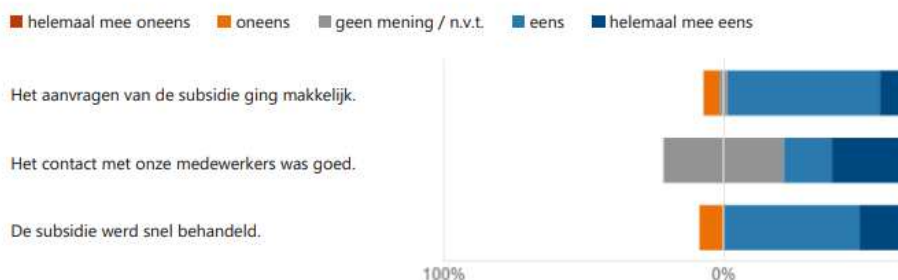 helemaal mee oneens oneens geen mening / n.v.t. eens helemaal mee eens
Het aanvragen van de subsidie ging makkelijk.
Het contact met onze medewerkers was goed.
De subsidie werd snel behandeld.
100% 0%